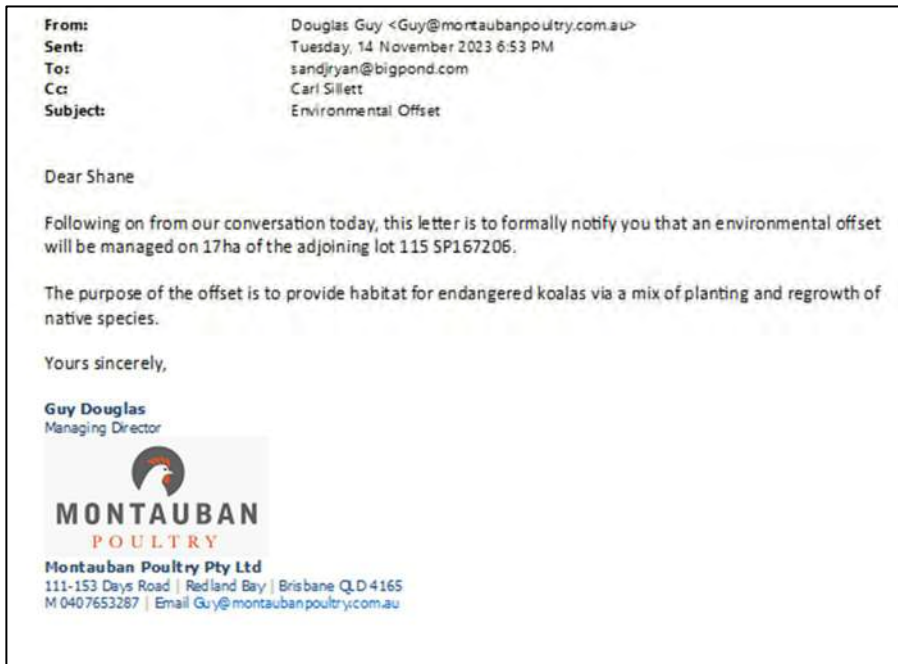 From: Douglas Guy <Guy@montaubanpoultry.com.au>
Sent: Tuesday, 14 November 2023 6:53 PM
To: sandjryan@bigpond.com
Cc: Carl Sillett
Subject: Environmental Offset
Dear Shane
Following on from our conversation today, this letter is to formally notify you that an environmental offset
will be managed on 17ha of the adjoining lot 115 SP167206.
The purpose of the offset is to provide habitat for endangered koalas via a mix of planting and regrowth of
native species.
Yours sincerely,
Guy Douglas
Managing Director
MONTAUBAN
POULTRY
Montauban Poultry Pty Ltd
111-153 Days Road | Redland Bay | Brisbane QLD 4165
M 0407653287 | Email Guy@montaubanpoultry.com.au